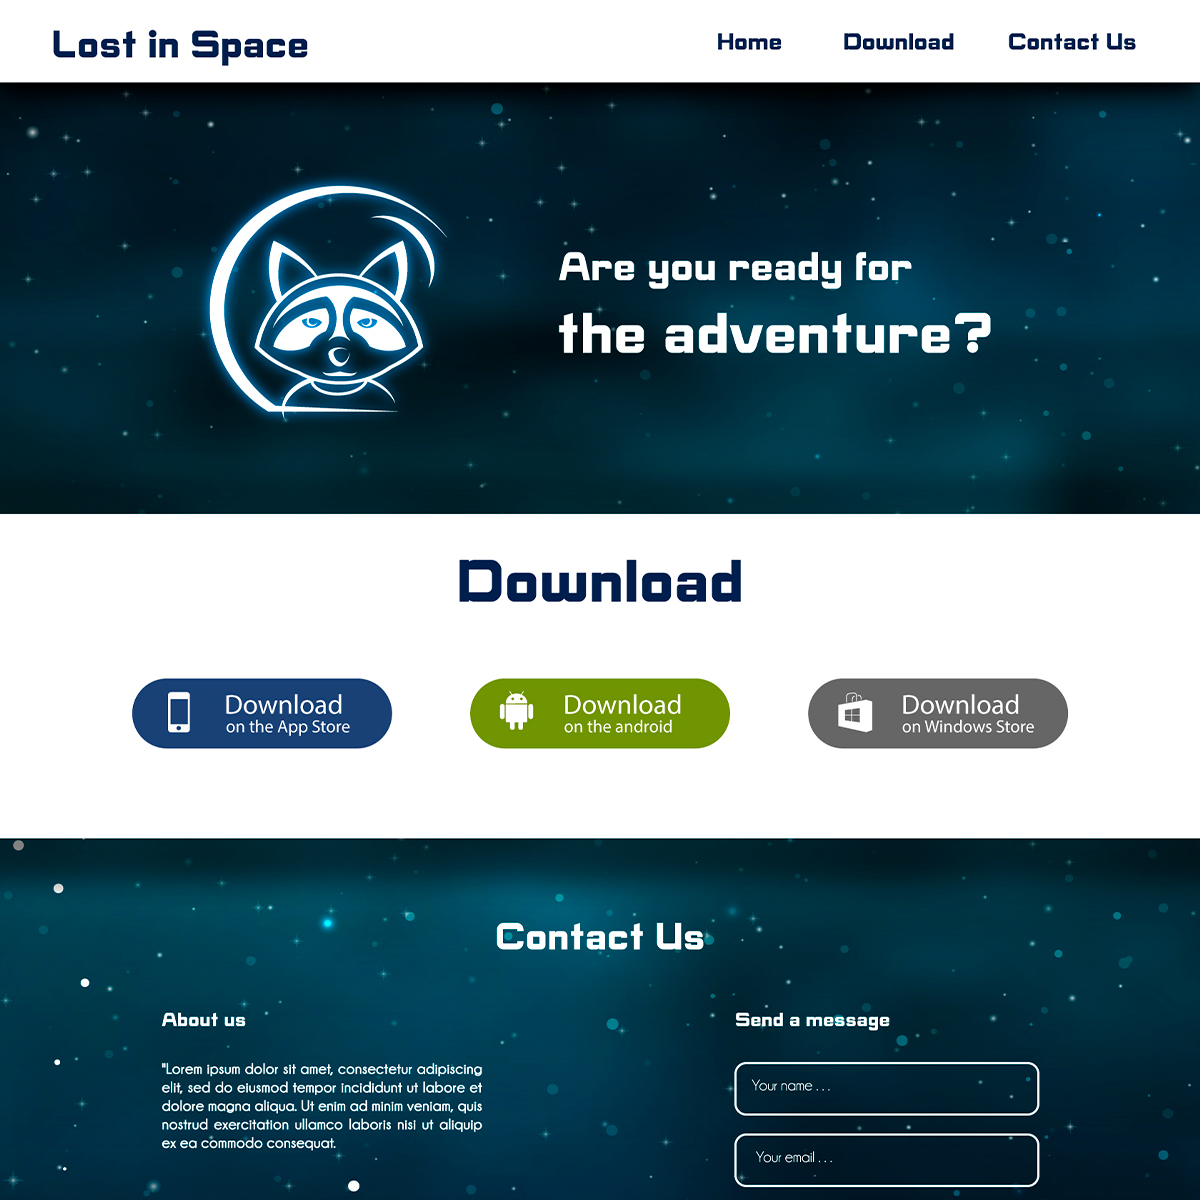 Lost in Space
Home
Download
Contact Us
Are you ready for
the adventure?
Download
Download
on the App Store
Download
on the android
Download
on Windows Store
Contact Us
About us
"Lorem ipsum dolor sit amet, consectetur adipiscing
elit, sed do eiusmod tempor incididunt ut labore et
dolore magna aliqua. Ut enim ad minim veniam, quis
nostrud exercitation ullamco laboris nisi ut aliquip
ex ea commodo consequat.
Send a message
Your name . . .
Your email . . .